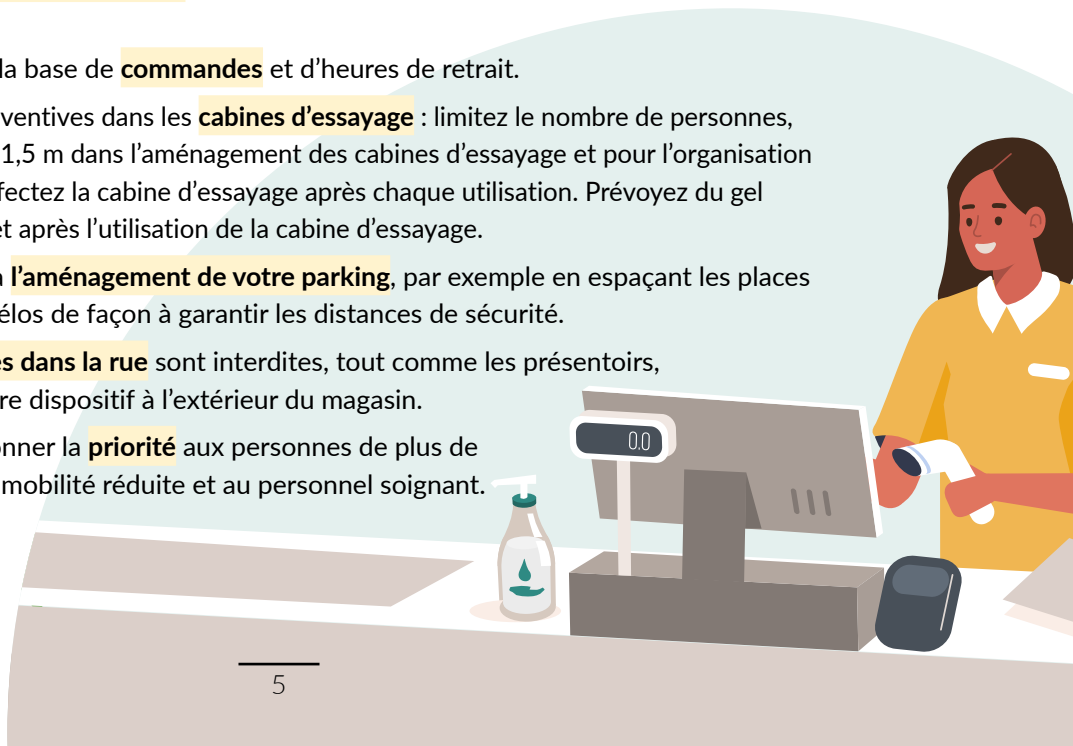 la base de commandes et d’heures de retrait.
ventives dans les cabines d’essayage : limitez le nombre de personnes,
1,5 m dans l’aménagement des cabines d’essayage et pour l’organisation
fectez la cabine d’essayage après chaque utilisation. Prévoyez du gel
et après l’utilisation de la cabine d’essayage.
l’aménagement de votre parking, par exemple en espaçant les places
élos de façon à garantir les distances de sécurité.
es dans la rue sont interdites, tout comme les présentoirs,
re dispositif à l’extérieur du magasin.
onner la priorité aux personnes de plus de
mobilité réduite et au personnel soignant.
0.0
5